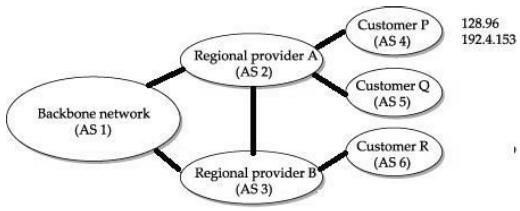 Customer P
(AS 4)
128.96
192.4.153
Regional provider A
(AS 2)
Customer Q
(AS 5)
Backbone network
(AS 1)
Customer R
(AS 6)
Regional provider B
(AS 3)